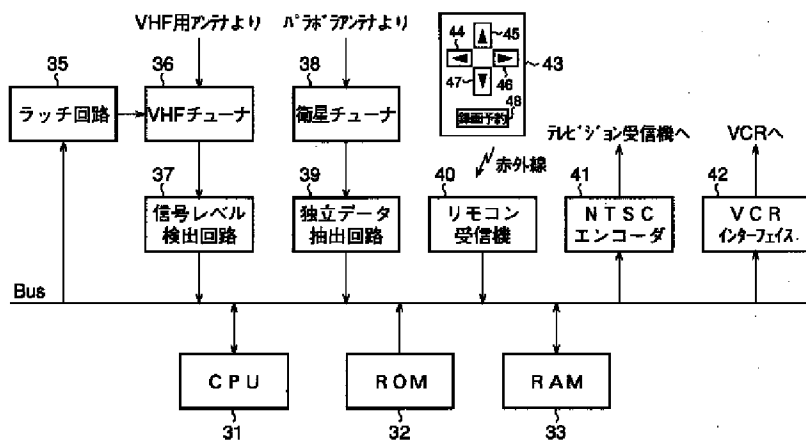 VHF用アンテナより
パラボラアンテナより
44
45
43
47
46
48
録画予約
35
36
38
ラッチ回路
VHFチューナ
衛星チューナ
赤外線
テレビジョン受信機へ
VCRへ
37
39
40
41
42
信号レベル
検出回路
独立データ
抽出回路
リモコン
受信機
NTSC
エンコーダ
VCR
インターフェイス
Bus
CPU
ROM
RAM
31
32
33